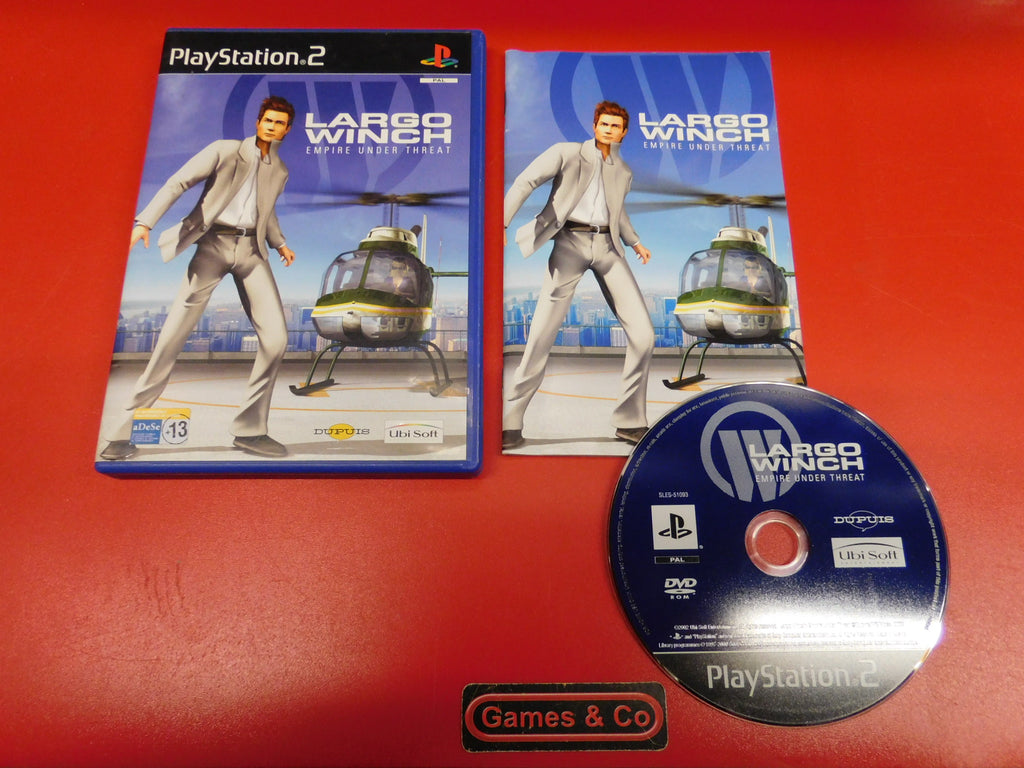 PlayStation®2
PAL
LARGO
WINCH
EMPIRE UNDER THREAT
aDeSe
-13
DUPUIS
Ubi Soft
LARGO
WINCH
EMPIRE UNDER THREAT
LARGO
WINCH
EMPIRE UNDER THREAT
SLES-51093
PAL
DVD
ROM
DUPUIS
Ubi Soft
PlayStation®2
Games & Co